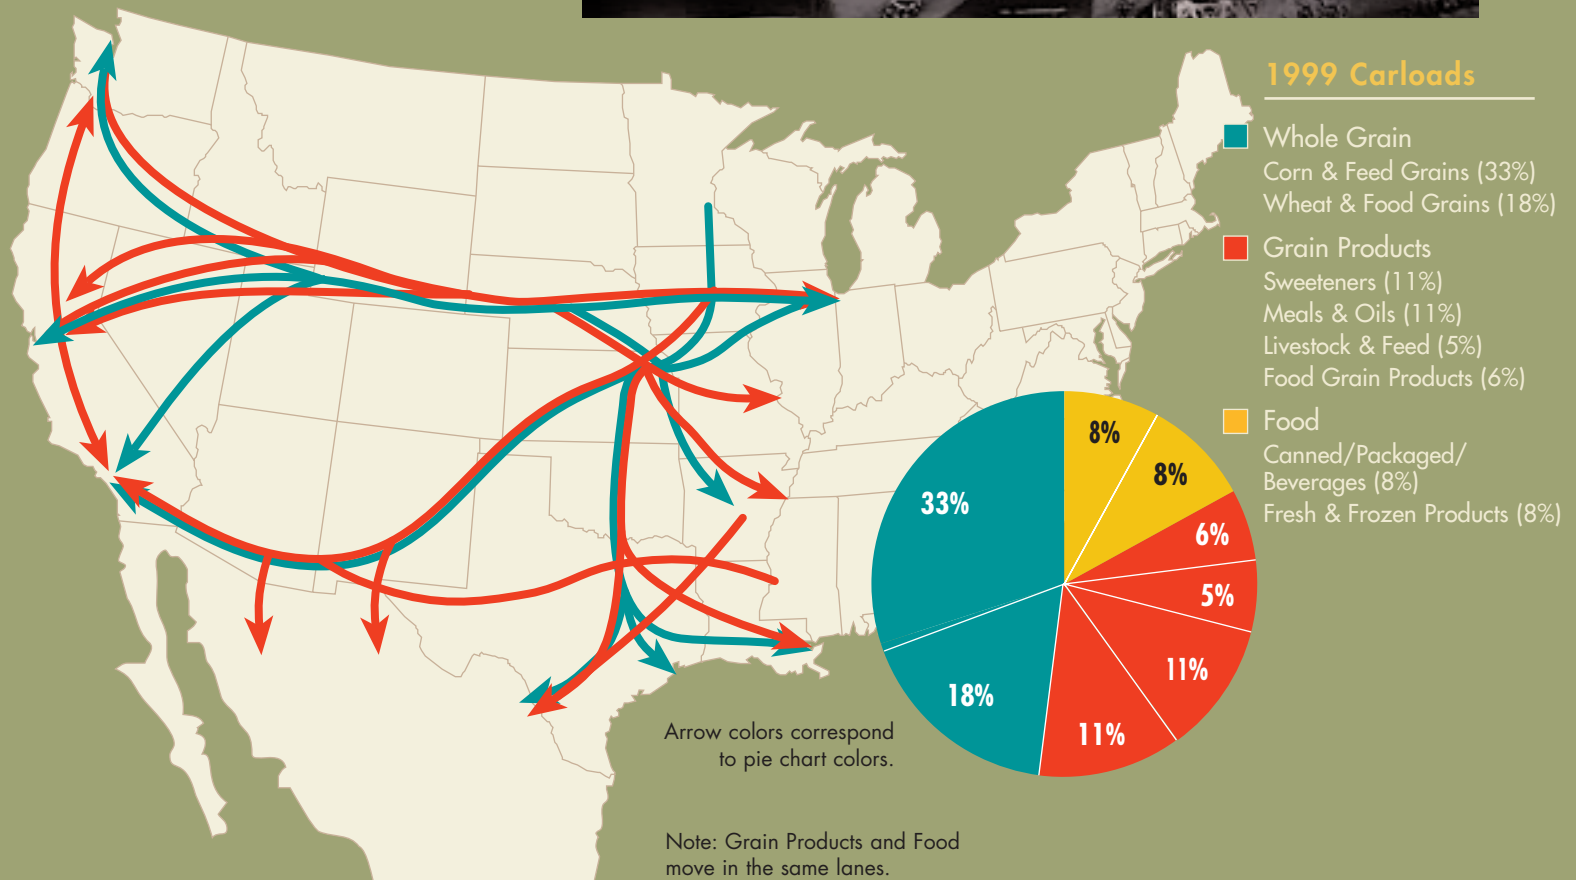 1999 Carloads
Whole Grain
Corn & Feed Grains (33%)
Wheat & Food Grains (18%)
Grain Products
Sweeteners (11%)
Meals & Oils (11%)
Livestock & Feed (5%)
Food Grain Products (6%)
Food
Canned/Packaged/
Beverages (8%)
Fresh & Frozen Products (8%)
8%
8%
33%
6%
5%
11%
18%
11%
Arrow colors correspond
to pie chart colors.
Note: Grain Products and Food
move in the same lanes.